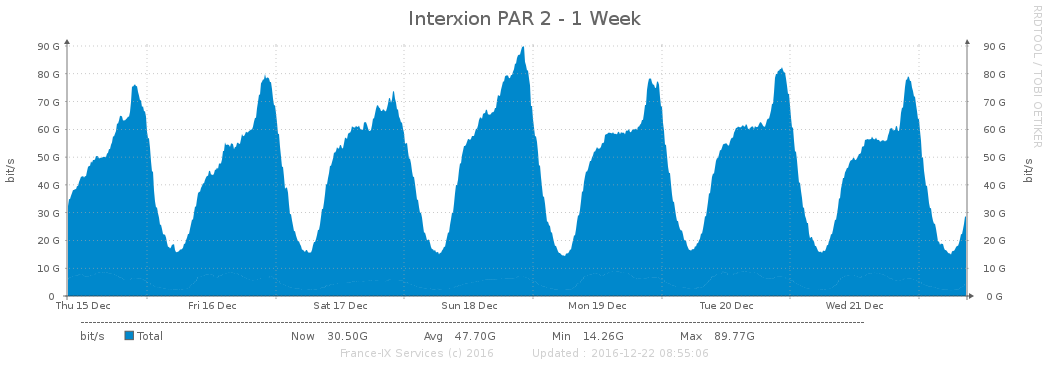 Interxion PAR 2 - 1 Week
RRDTOOL / TOBI OETIKER
90 G 90 G
80 G 80 G
70 G 70 G
60 G 60 G
50 G 50 G
40 G 40 G
30 G 30 G
20 G 20 G
10 G 10 G
0 0 G
bit/s
bit/s
Thu 15 Dec Fri 16 Dec Sat 17 Dec Sun 18 Dec Mon 19 Dec Tue 20 Dec Wed 21 Dec
bit/s Total Now 30.50G Avg 47.70G Min 14.26G Max 89.77G
France-IX Services (c) 2016 Updated : 2016-12-22 08:55:06